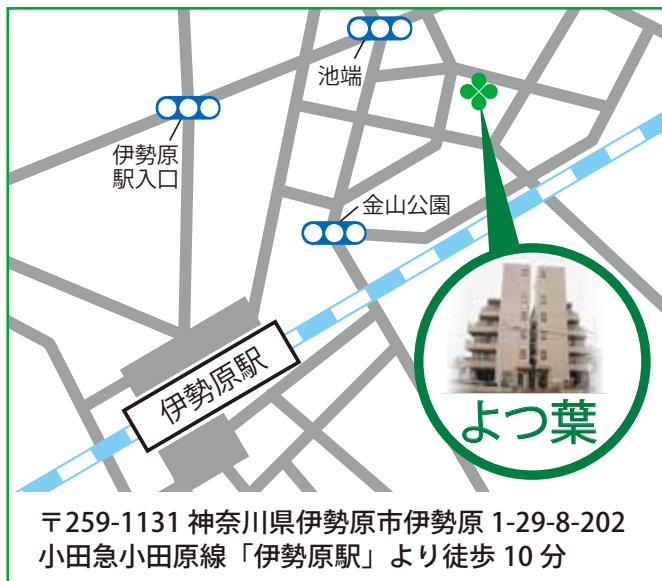 池端
伊勢原
駅入口
金山公園
伊勢原駅
よつ葉
〒259-1131 神奈川県伊勢原市伊勢原 1-29-8-202
小田急小田原線「伊勢原駅」より徒歩 10 分